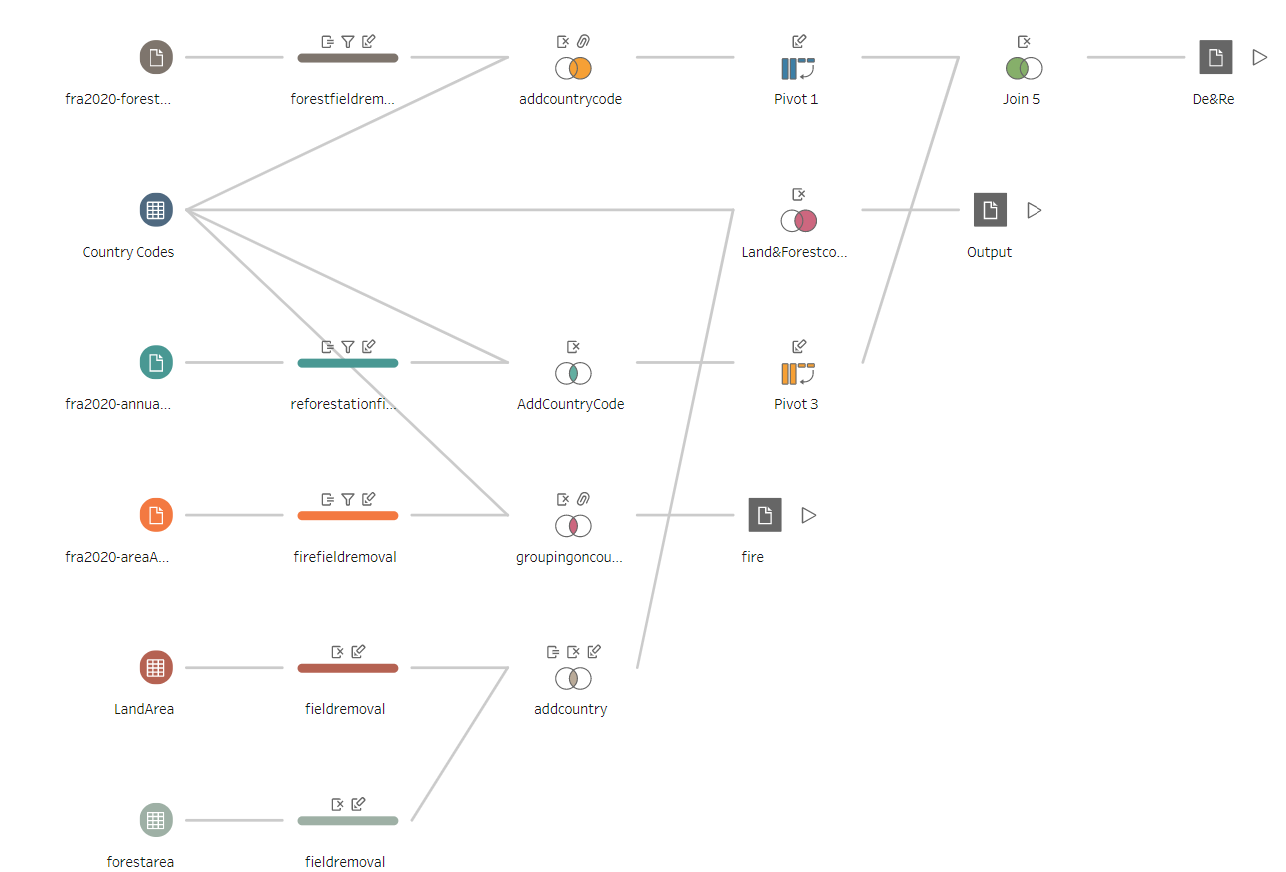 fra2020-forest...
forestfieldrem...
addcountrycode
Pivot 1
Join 5
De&Re
Country Codes
Land&Forestco...
Output
fra2020-annua...
reforestationfi...
AddCountryCode
Pivot 3
fra2020-areaA...
firefieldremoval
groupingoncou...
fire
LandArea
fieldremoval
addcountry
forestarea
fieldremoval